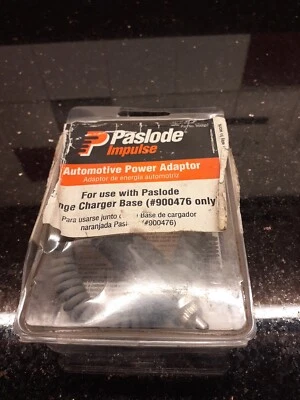 Paslode®
Impulse
Automotive Power Adaptor
Adaptador de energía automotriz
For use with Paslode
nge Charger Base (#900476 only
Para usarse junto base de cargador
naranjada Pas (#900476)